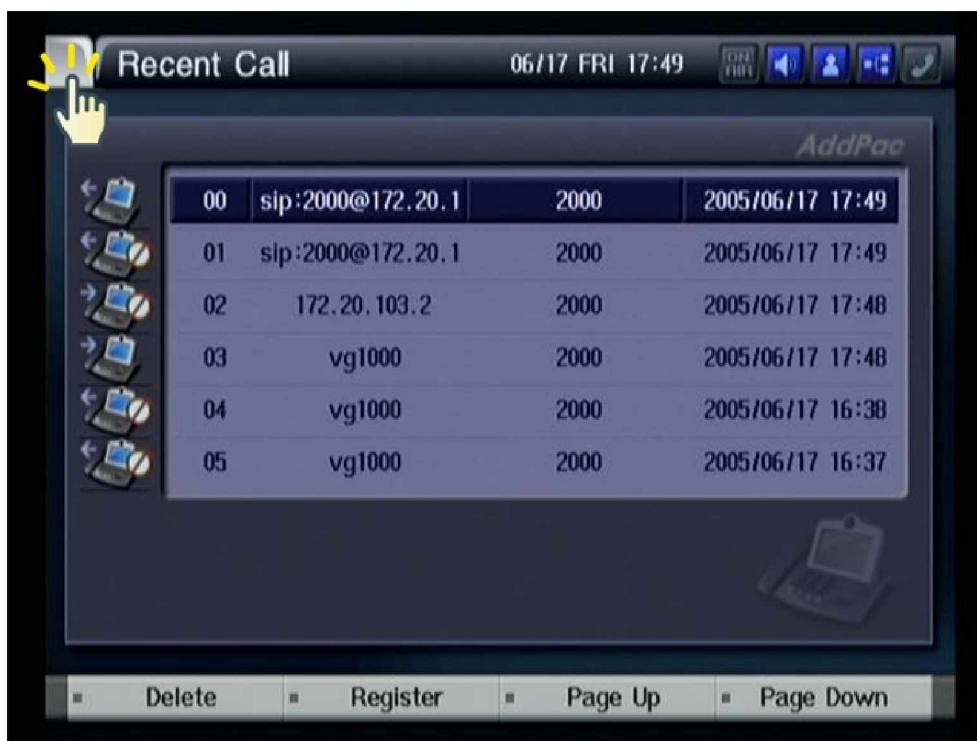 Recent Call 06/17 FRI 17:49 ON AIR
AddPac
00 sip:2000@172.20.1 2000 2005/06/17 17:49
01 sip:2000@172.20.1 2000 2005/06/17 17:49
02 172.20.103.2 2000 2005/06/17 17:48
03 vg1000 2000 2005/06/17 17:48
04 vg1000 2000 2005/06/17 16:38
05 vg1000 2000 2005/06/17 16:37
Delete Register Page Up Page Down